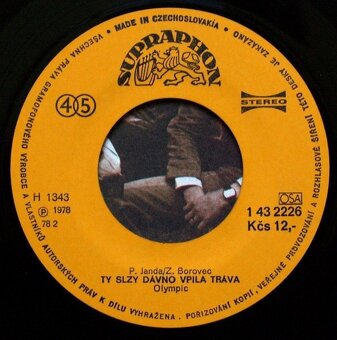 MADE IN CZECHOSLOVAKIA
VŠECHNA PRÁVA GRAMOFONOVÉHO VÝROBCE A VLASTNÍKŮ AUTORSKÝCH PRÁV K DÍLU VYHRAŽENA. POŘIZOVÁNÍ KOPIÍ, VEŘEJNÉ PŘEDVOZOVÁNÍ A ROZHLASOVÉ ŠÍŘENÍ TÉTO DESKY JE ZAKÁZÁNO
SUPRAPHON
45
STEREO
H 1343
℗ 1978
78 2
OSA
1 43 2226
Kčs 12,-
P. Janda/Z. Borovec
TY SLZY DÁVNO VPILA TRÁVA
Olympic